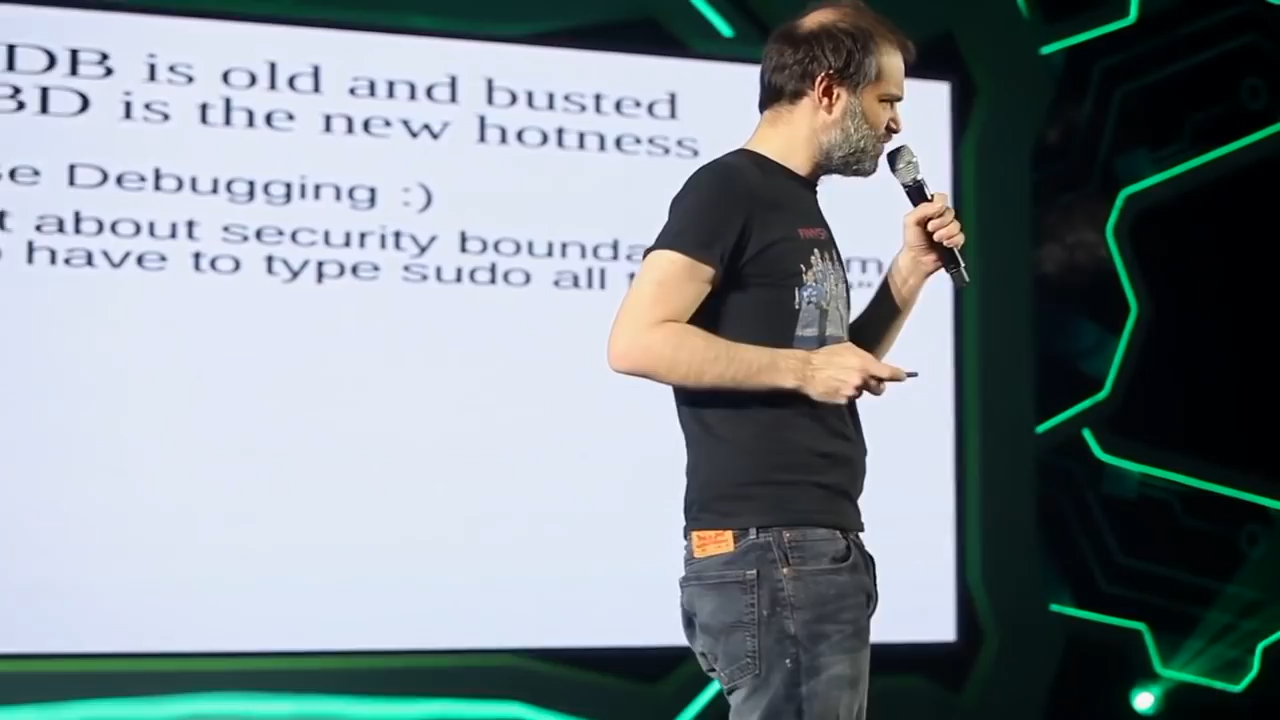 DB is old and busted
BD is the new hotness
se Debugging :)
t about security bounda
have to type sudo all